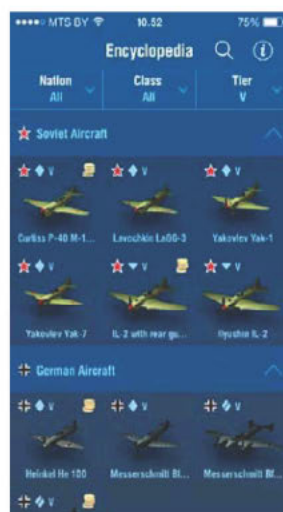 MTS BY 10.52 75%
Encyclopedia
Nation Class Tier
All All V
Soviet Aircraft
V V V
Curtiss P-40 M-1... Lavochkin LaGG-3 Yakovlev Yak-1
V V V
Yakovlev Yak-7 IL-2 with rear gu... Ilyushin IL-2
German Aircraft
V V V
Heinkel He 100 Messerschmitt Bf... Messerschmitt Bf...
V